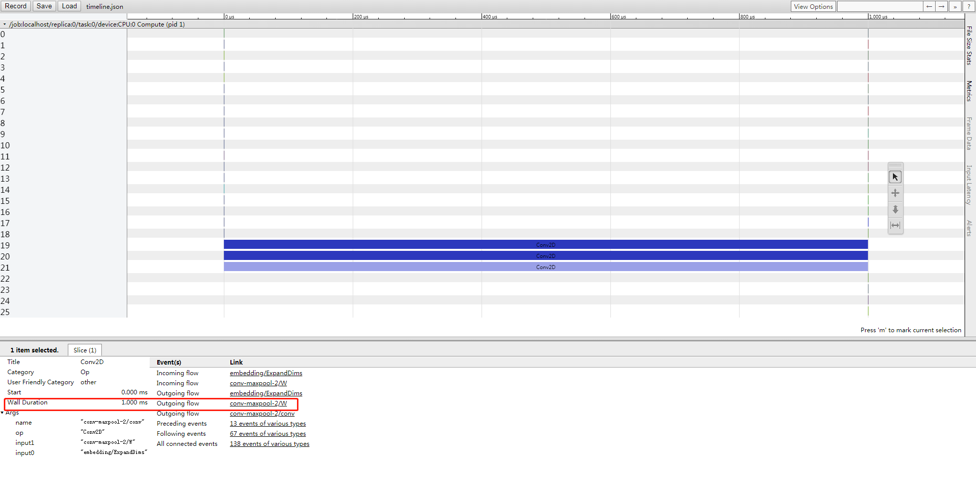 Record Save Load timeline.json View Options ← → » ?
0 us 200 us 400 us 600 us 800 us 1,000 us
/job:localhost/replica:0/task:0/device:CPU:0 Compute (pid 1)
0
1
2
3
4
5
6
7
8
9
10
11
12
13
14
15
16
17
18
19 Conv2D
20 Conv2D
21 Conv2D
22
23
24
25
File Size Stats
Metrics
Frame Data
Input Latency
Alerts
Press 'm' to mark current selection
1 item selected. Slice (1)
Title Conv2D Event(s) Link
Category Op Incoming flow embedding/ExpandDims
User Friendly Category other Incoming flow conv-maxpool-2/W
Start 0.000 ms Outgoing flow embedding/ExpandDims
Wall Duration 1.000 ms Outgoing flow conv-maxpool-2/W
Args Outgoing flow conv-maxpool-2/conv
name "conv-maxpool-2/conv" Preceding events 13 events of various types
op "Conv2D" Following events 67 events of various types
input1 "conv-maxpool-2/W" All connected events 138 events of various types
input0 "embedding/ExpandDims"